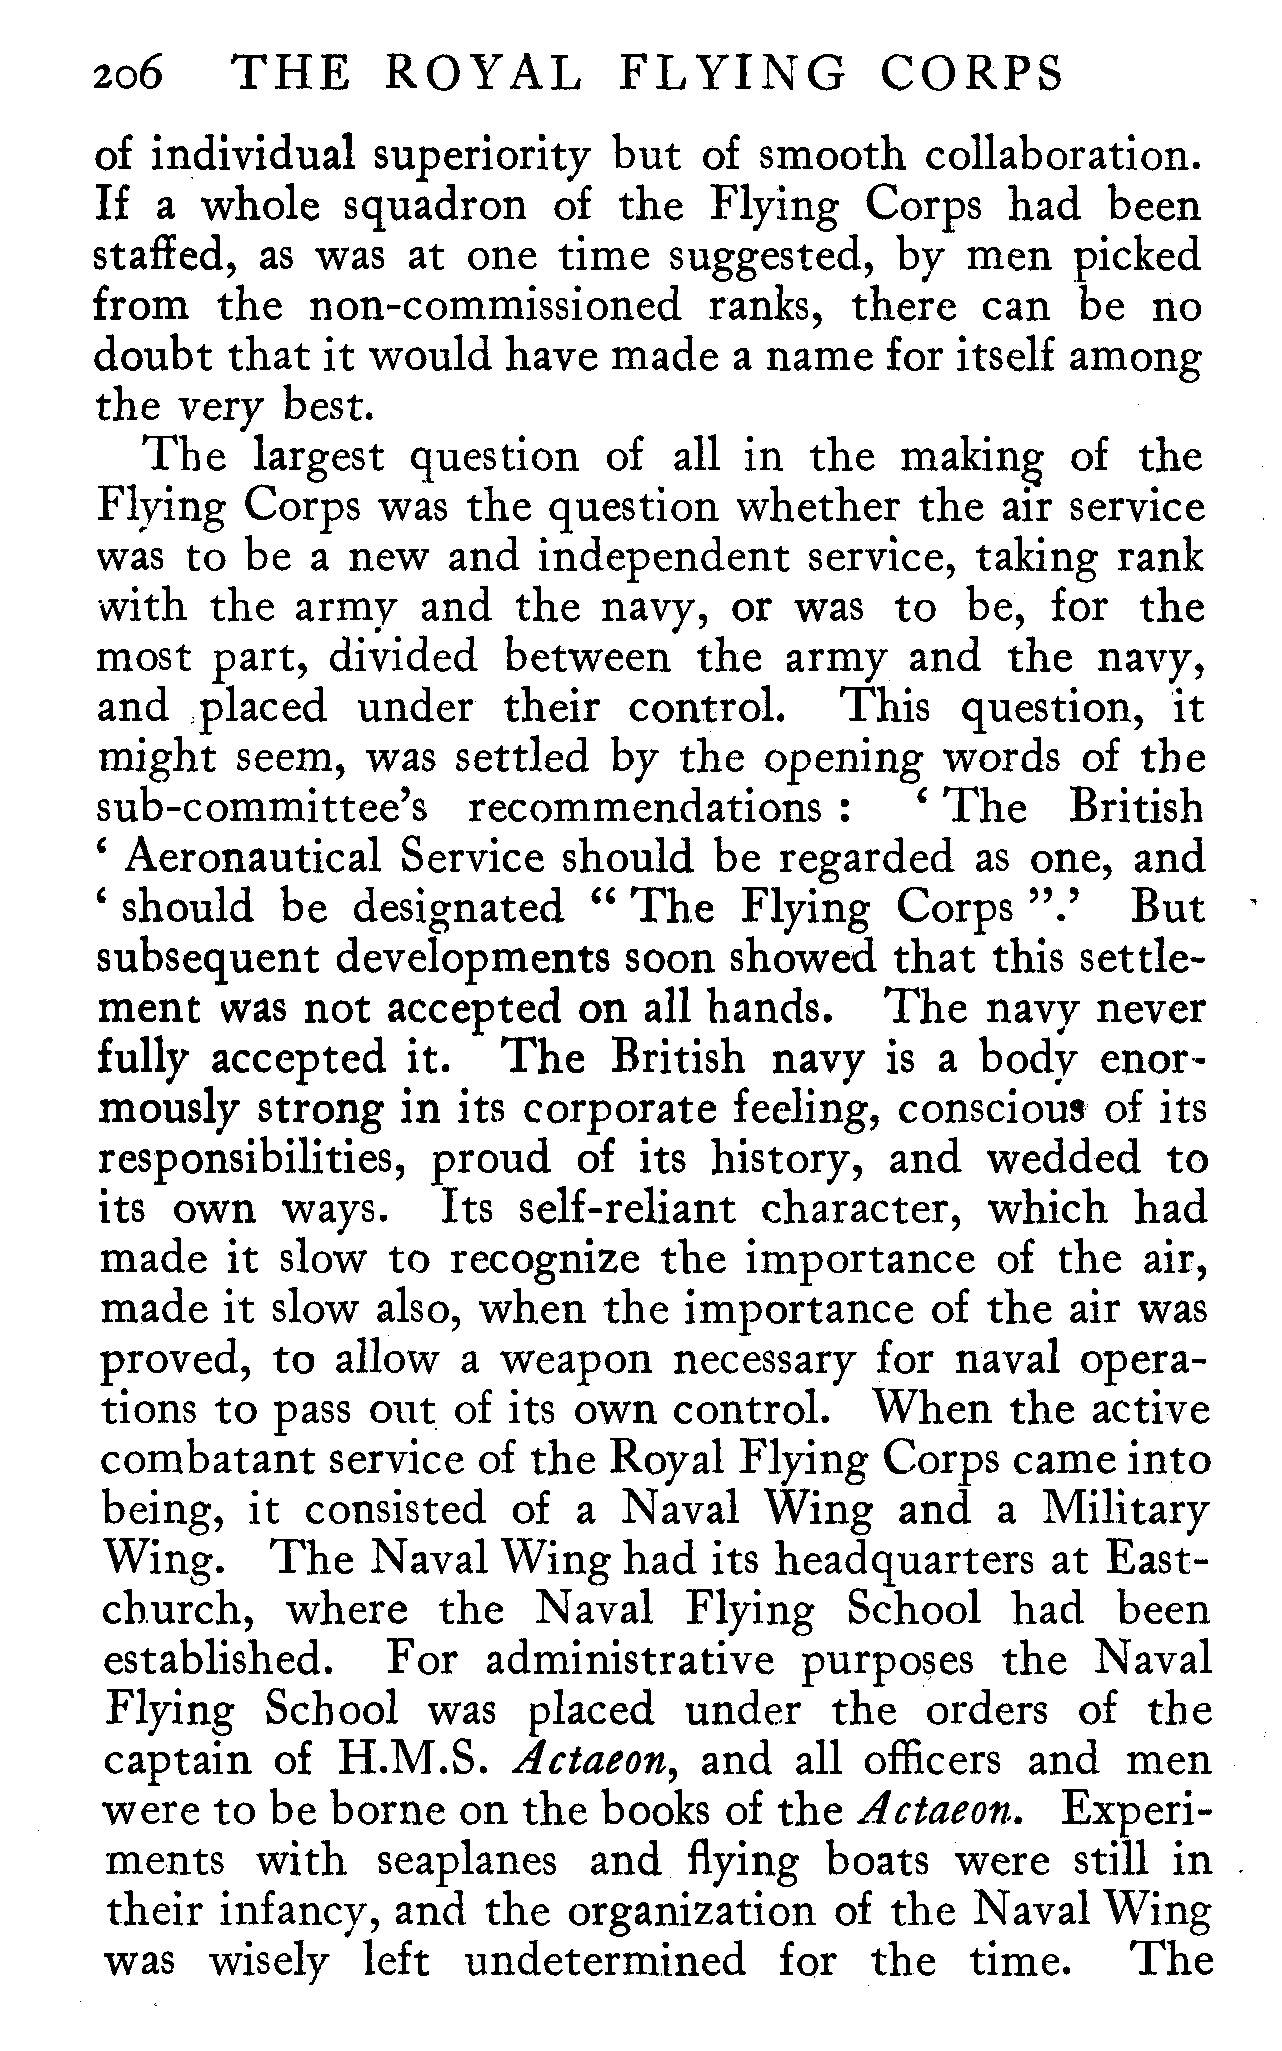 206 THE ROYAL FLYING CORPS
of individual superiority but of smooth collaboration.
If a whole squadron of the Flying Corps had been
staffed, as was at one time suggested, by men picked
from the non-commissioned ranks, there can be no
doubt that it would have made a name for itself among
the very best.
The largest question of all in the making of the
Flying Corps was the question whether the air service
was to be a new and independent service, taking rank
with the army and the navy, or was to be, for the
most part, divided between the army and the navy,
and placed under their control. This question, it
might seem, was settled by the opening words of the
sub-committee's recommendations : ‘ The British
‘ Aeronautical Service should be regarded as one, and
‘ should be designated “ The Flying Corps ”.’ But
subsequent developments soon showed that this settle-
ment was not accepted on all hands. The navy never
fully accepted it. The British navy is a body enor-
mously strong in its corporate feeling, conscious of its
responsibilities, proud of its history, and wedded to
its own ways. Its self-reliant character, which had
made it slow to recognize the importance of the air,
made it slow also, when the importance of the air was
proved, to allow a weapon necessary for naval opera-
tions to pass out of its own control. When the active
combatant service of the Royal Flying Corps came into
being, it consisted of a Naval Wing and a Military
Wing. The Naval Wing had its headquarters at East-
church, where the Naval Flying School had been
established. For administrative purposes the Naval
Flying School was placed under the orders of the
captain of H.M.S. Actaeon, and all officers and men
were to be borne on the books of the Actaeon. Experi-
ments with seaplanes and flying boats were still in
their infancy, and the organization of the Naval Wing
was wisely left undetermined for the time. The